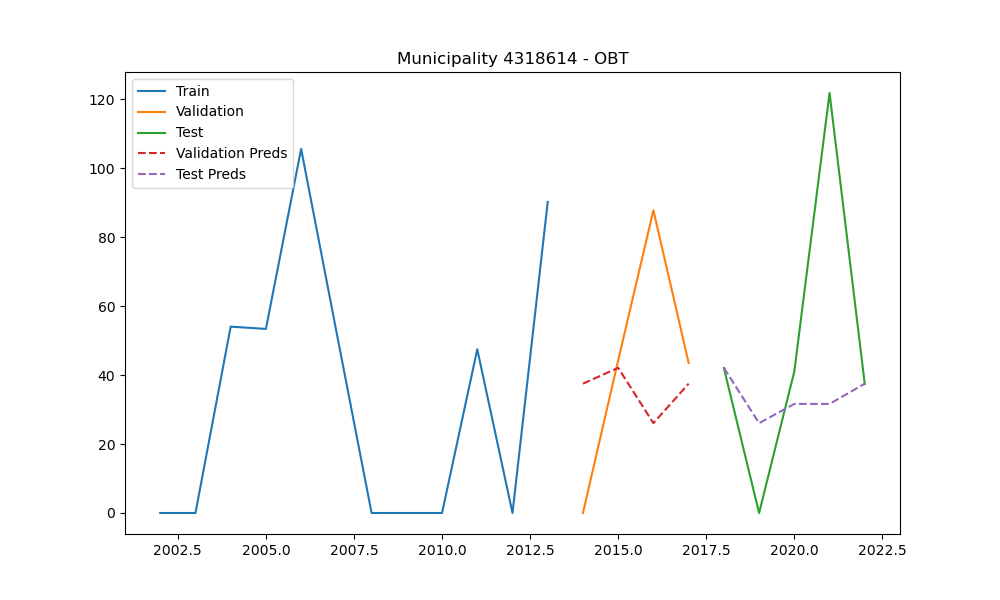 Municipality 4318614 - OBT
Train
Validation
Test
Validation Preds
Test Preds
120
100
80
60
40
20
0
2002.5 2005.0 2007.5 2010.0 2012.5 2015.0 2017.5 2020.0 2022.5